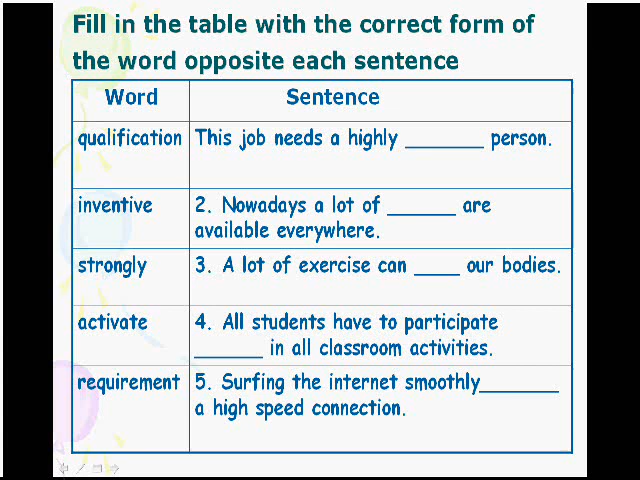 Fill in the table with the correct form of
the word opposite each sentence
Word Sentence
qualification This job needs a highly _______ person.
inventive 2. Nowadays a lot of ______ are
available everywhere.
strongly 3. A lot of exercise can ____ our bodies.
activate 4. All students have to participate
______ in all classroom activities.
requirement 5. Surfing the internet smoothly_______
a high speed connection.